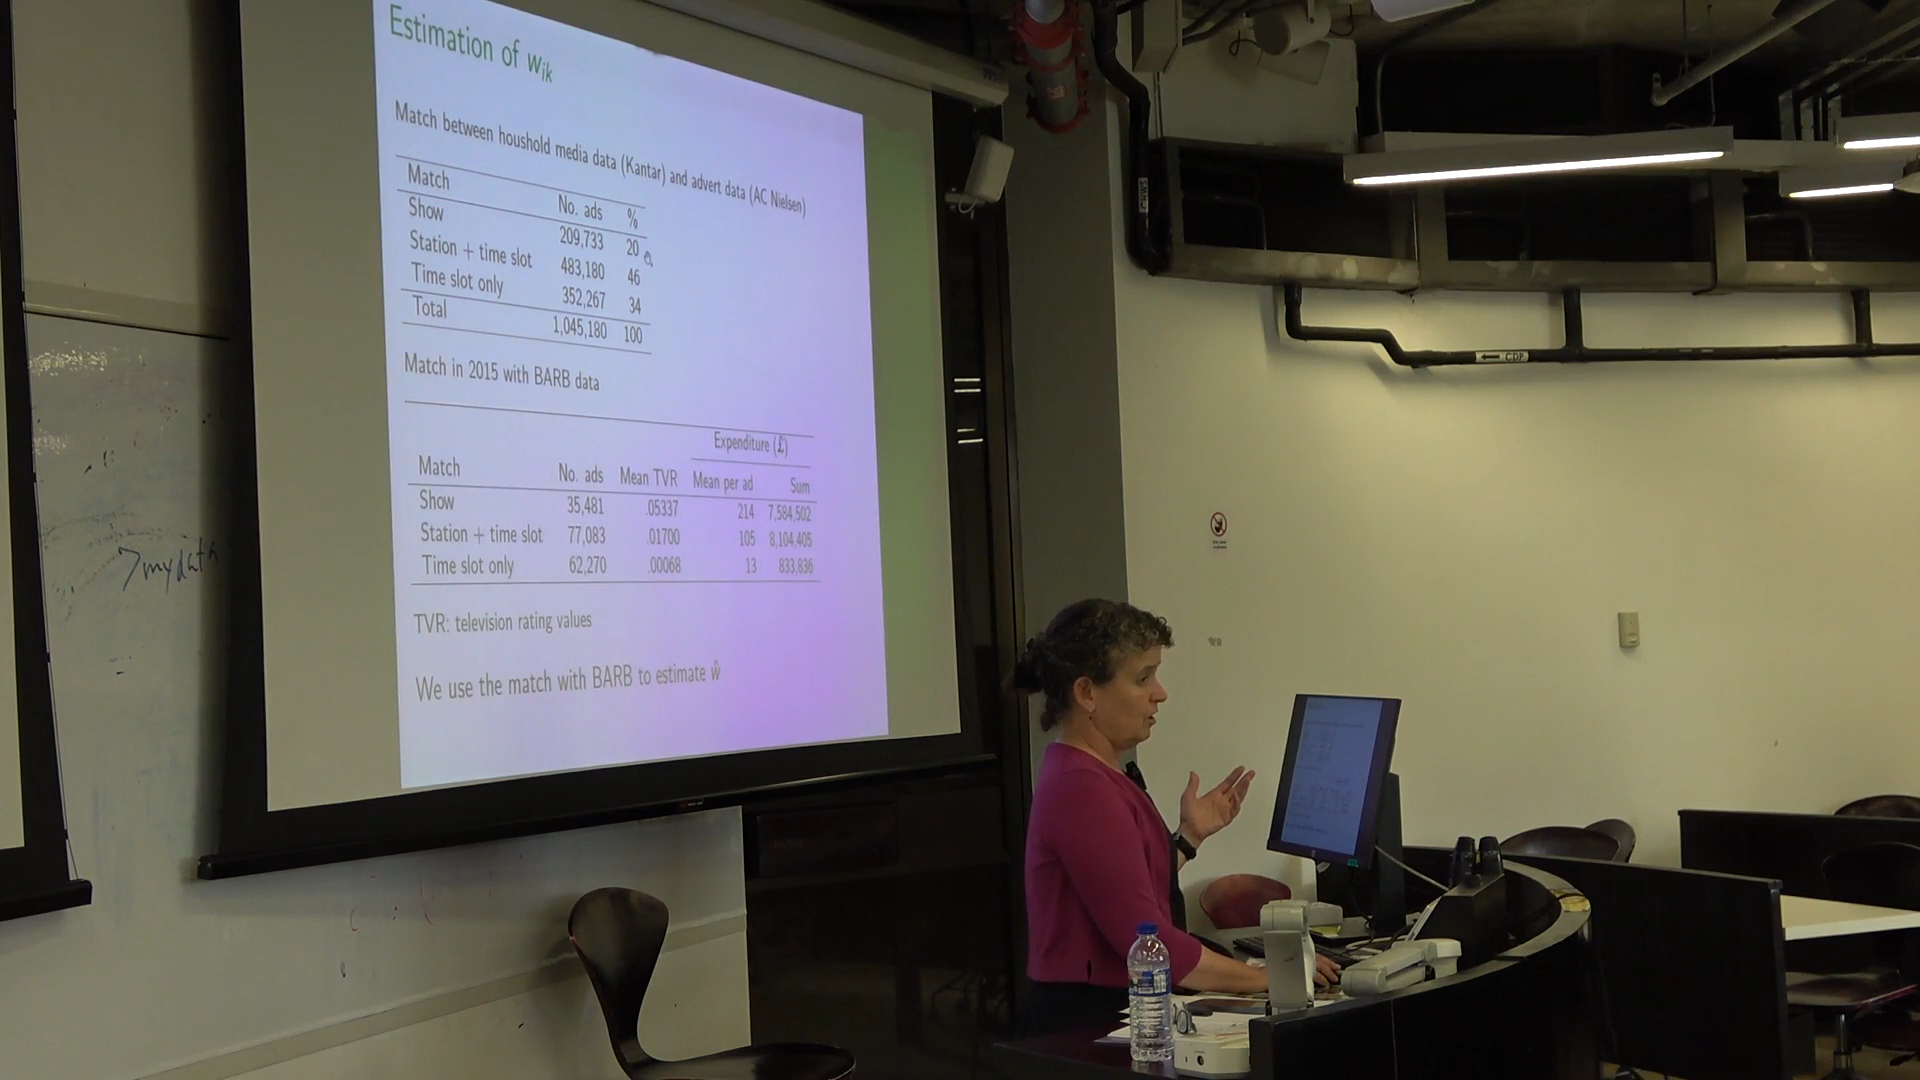 Estimation of wik
Match between houshold media data (Kantar) and advert data (AC Nielsen)
Match No. ads %
Show 209,733 20
Station + time slot 483,180 46
Time slot only 352,267 34
Total 1,045,180 100
Match in 2015 with BARB data
Expenditure (£)
Match No. ads Mean TVR Mean per ad Sum
Show 35,481 .05337 214 7,584,502
Station + time slot 77,083 .01700 105 8,104,405
Time slot only 62,270 .00068 13 833,836
TVR: television rating values
We use the match with BARB to estimate ŵ
>mydata
CHWS
← CDP